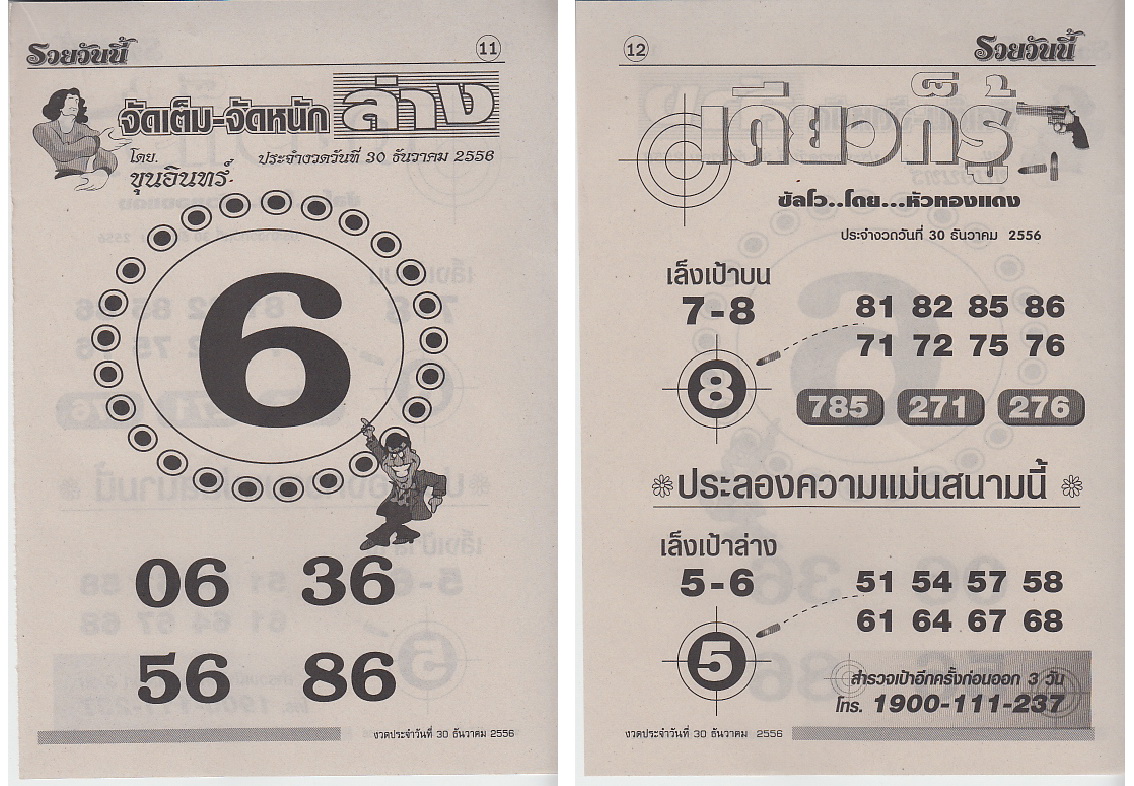 รวยวันนี้
11
จัดเต็ม-จัดหนัก ล่าง
โดย.
ขุนอินทร์.
ประจำงวดวันที่ 30 ธันวาคม 2556
6
06 36
56 86
งวดประจำวันที่ 30 ธันวาคม 2556
12
รวยวันนี้
เดียวก็รู้
ชัลโว..โดย...หัวทองแดง
ประจำงวดวันที่ 30 ธันวาคม 2556
เล็งเป้าบน
7-8
81 82 85 86
71 72 75 76
8
785 271 276
ประลองความแม่นสนามนี้
เล็งเป้าล่าง
5-6
51 54 57 58
61 64 67 68
5
สำรวจเป้าอีกครั้งก่อนออก 3 วัน
โทร. 1900-111-237
งวดประจำวันที่ 30 ธันวาคม 2556